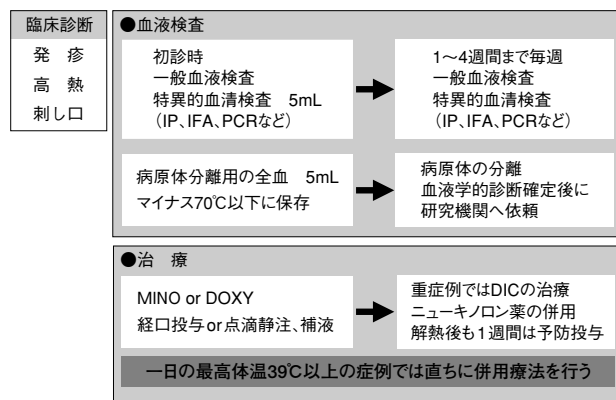 臨床診断
発　疹
高　熱
刺し口
●血液検査
初診時
一般血液検査
特異的血清検査　5mL
（IP、IFA、PCRなど）
1〜4週間まで毎週
一般血液検査
特異的血清検査
（IP、IFA、PCRなど）
病原体分離用の全血　5mL
マイナス70℃以下に保存
病原体の分離
血液学的診断確定後に
研究機関へ依頼
●治　療
MINO or DOXY
経口投与or点滴静注、補液
重症例ではDICの治療
ニューキノロン薬の併用
解熱後も1週間は予防投与
一日の最高体温39℃以上の症例では直ちに併用療法を行う